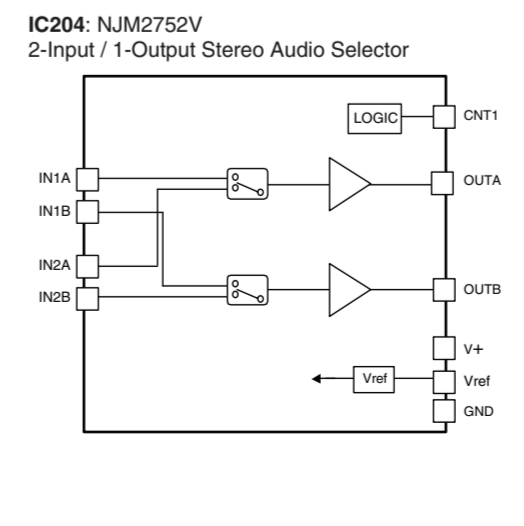 IC204: NJM2752V
2-Input / 1-Output Stereo Audio Selector
LOGIC
CNT1
IN1A
OUTA
IN1B
IN2A
IN2B
OUTB
V+
Vref
Vref
GND